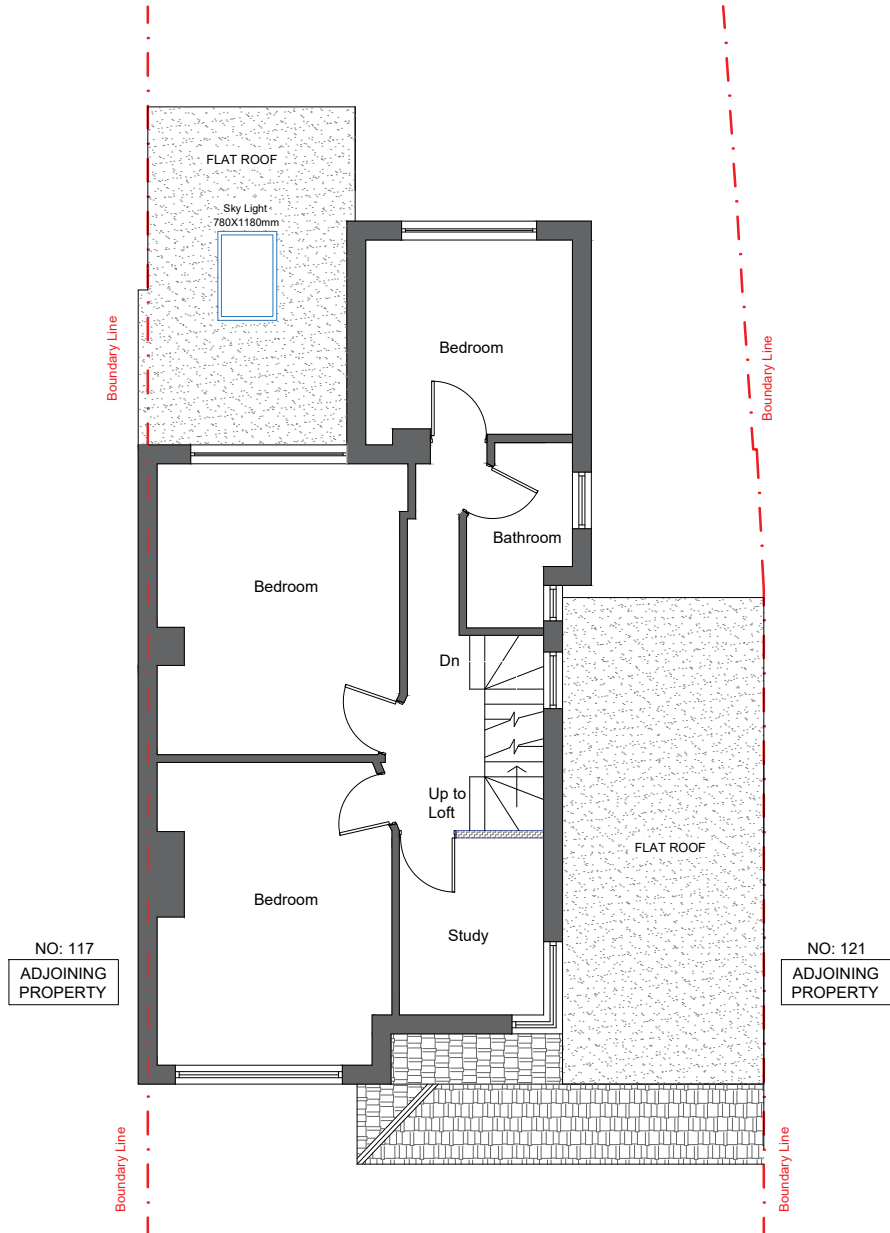 FLAT ROOF
Sky Light
780X1180mm
Boundary Line
Boundary Line
Bedroom
Bathroom
Bedroom
Dn
Up to
Loft
FLAT ROOF
Bedroom
Study
NO: 117
ADJOINING
PROPERTY
NO: 121
ADJOINING
PROPERTY
Boundary Line
Boundary Line